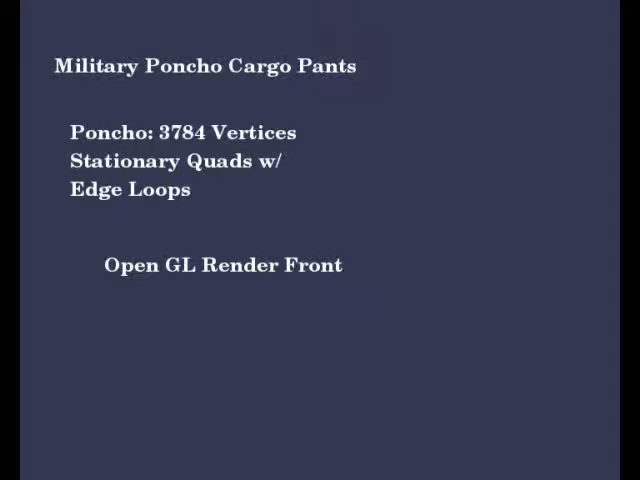 Military Poncho Cargo Pants
Poncho: 3784 Vertices
Stationary Quads w/
Edge Loops
Open GL Render Front